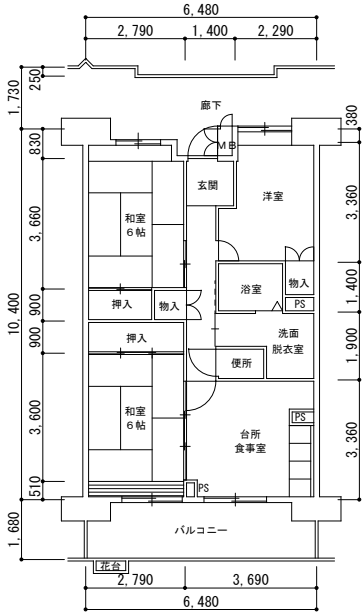 6,480
2,790 1,400 2,290
250
1,730
廊下
380
830
MB
玄関
洋室
3,360
3,660
和室
6帖
浴室
物入
1,400
押入
物入
PS
900
10,400
押入
洗面
脱衣室
1,900
900
便所
和室
6帖
台所
食事室
PS
3,600
3,360
PS
510
バルコニー
1,680
花台
2,790 3,690
6,480